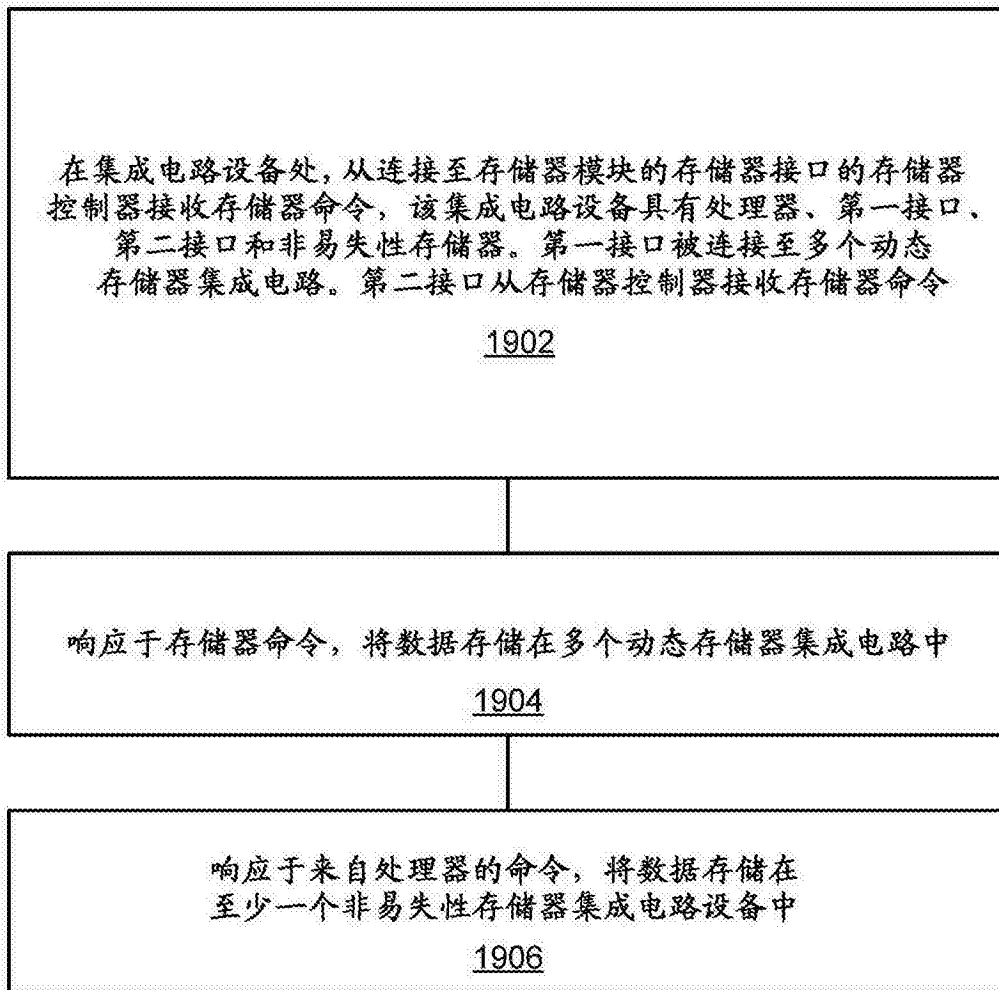 在集成电路设备处，从连接至存储器模块的存储器接口的存储器
控制器接收存储器命令，该集成电路设备具有处理器、第一接口、
第二接口和非易失性存储器。第一接口被连接至多个动态
存储器集成电路。第二接口从存储器控制器接收存储器命令
1902
响应于存储器命令，将数据存储在多个动态存储器集成电路中
1904
响应于来自处理器的命令，将数据存储在
至少一个非易失性存储器集成电路设备中
1906